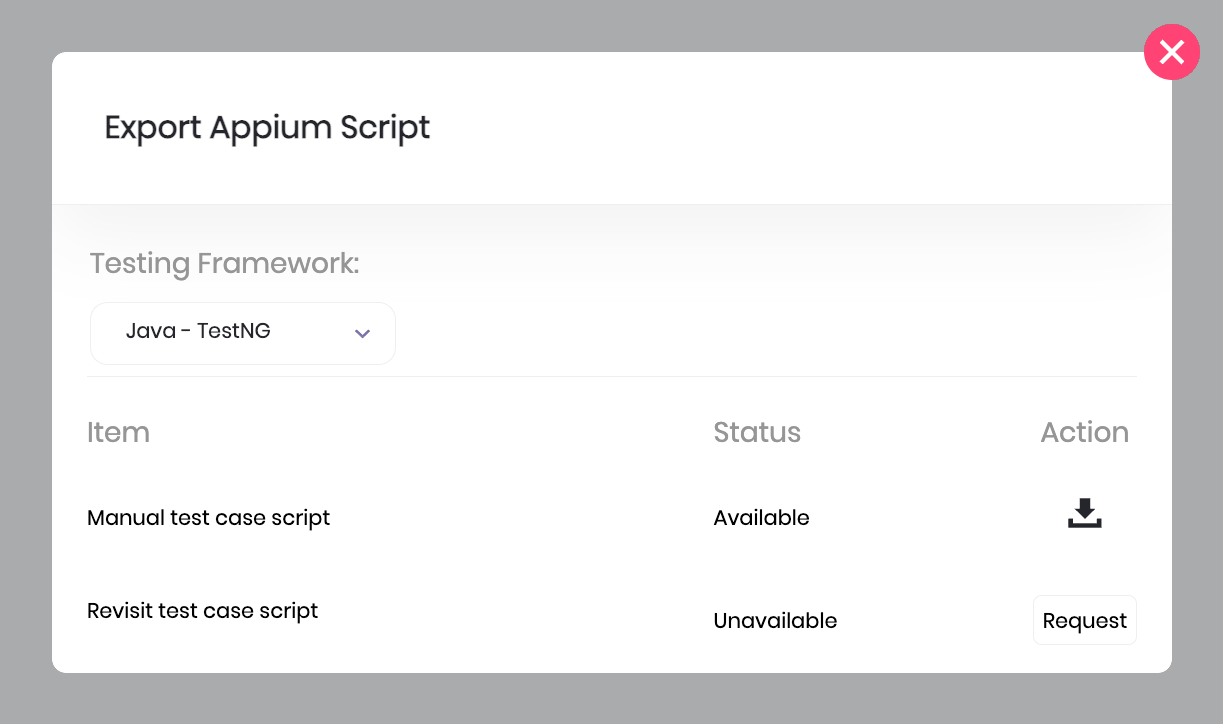 Export Appium Script
Testing Framework:
Java - TestNG
Item Status Action
Manual test case script Available
Revisit test case script Unavailable Request